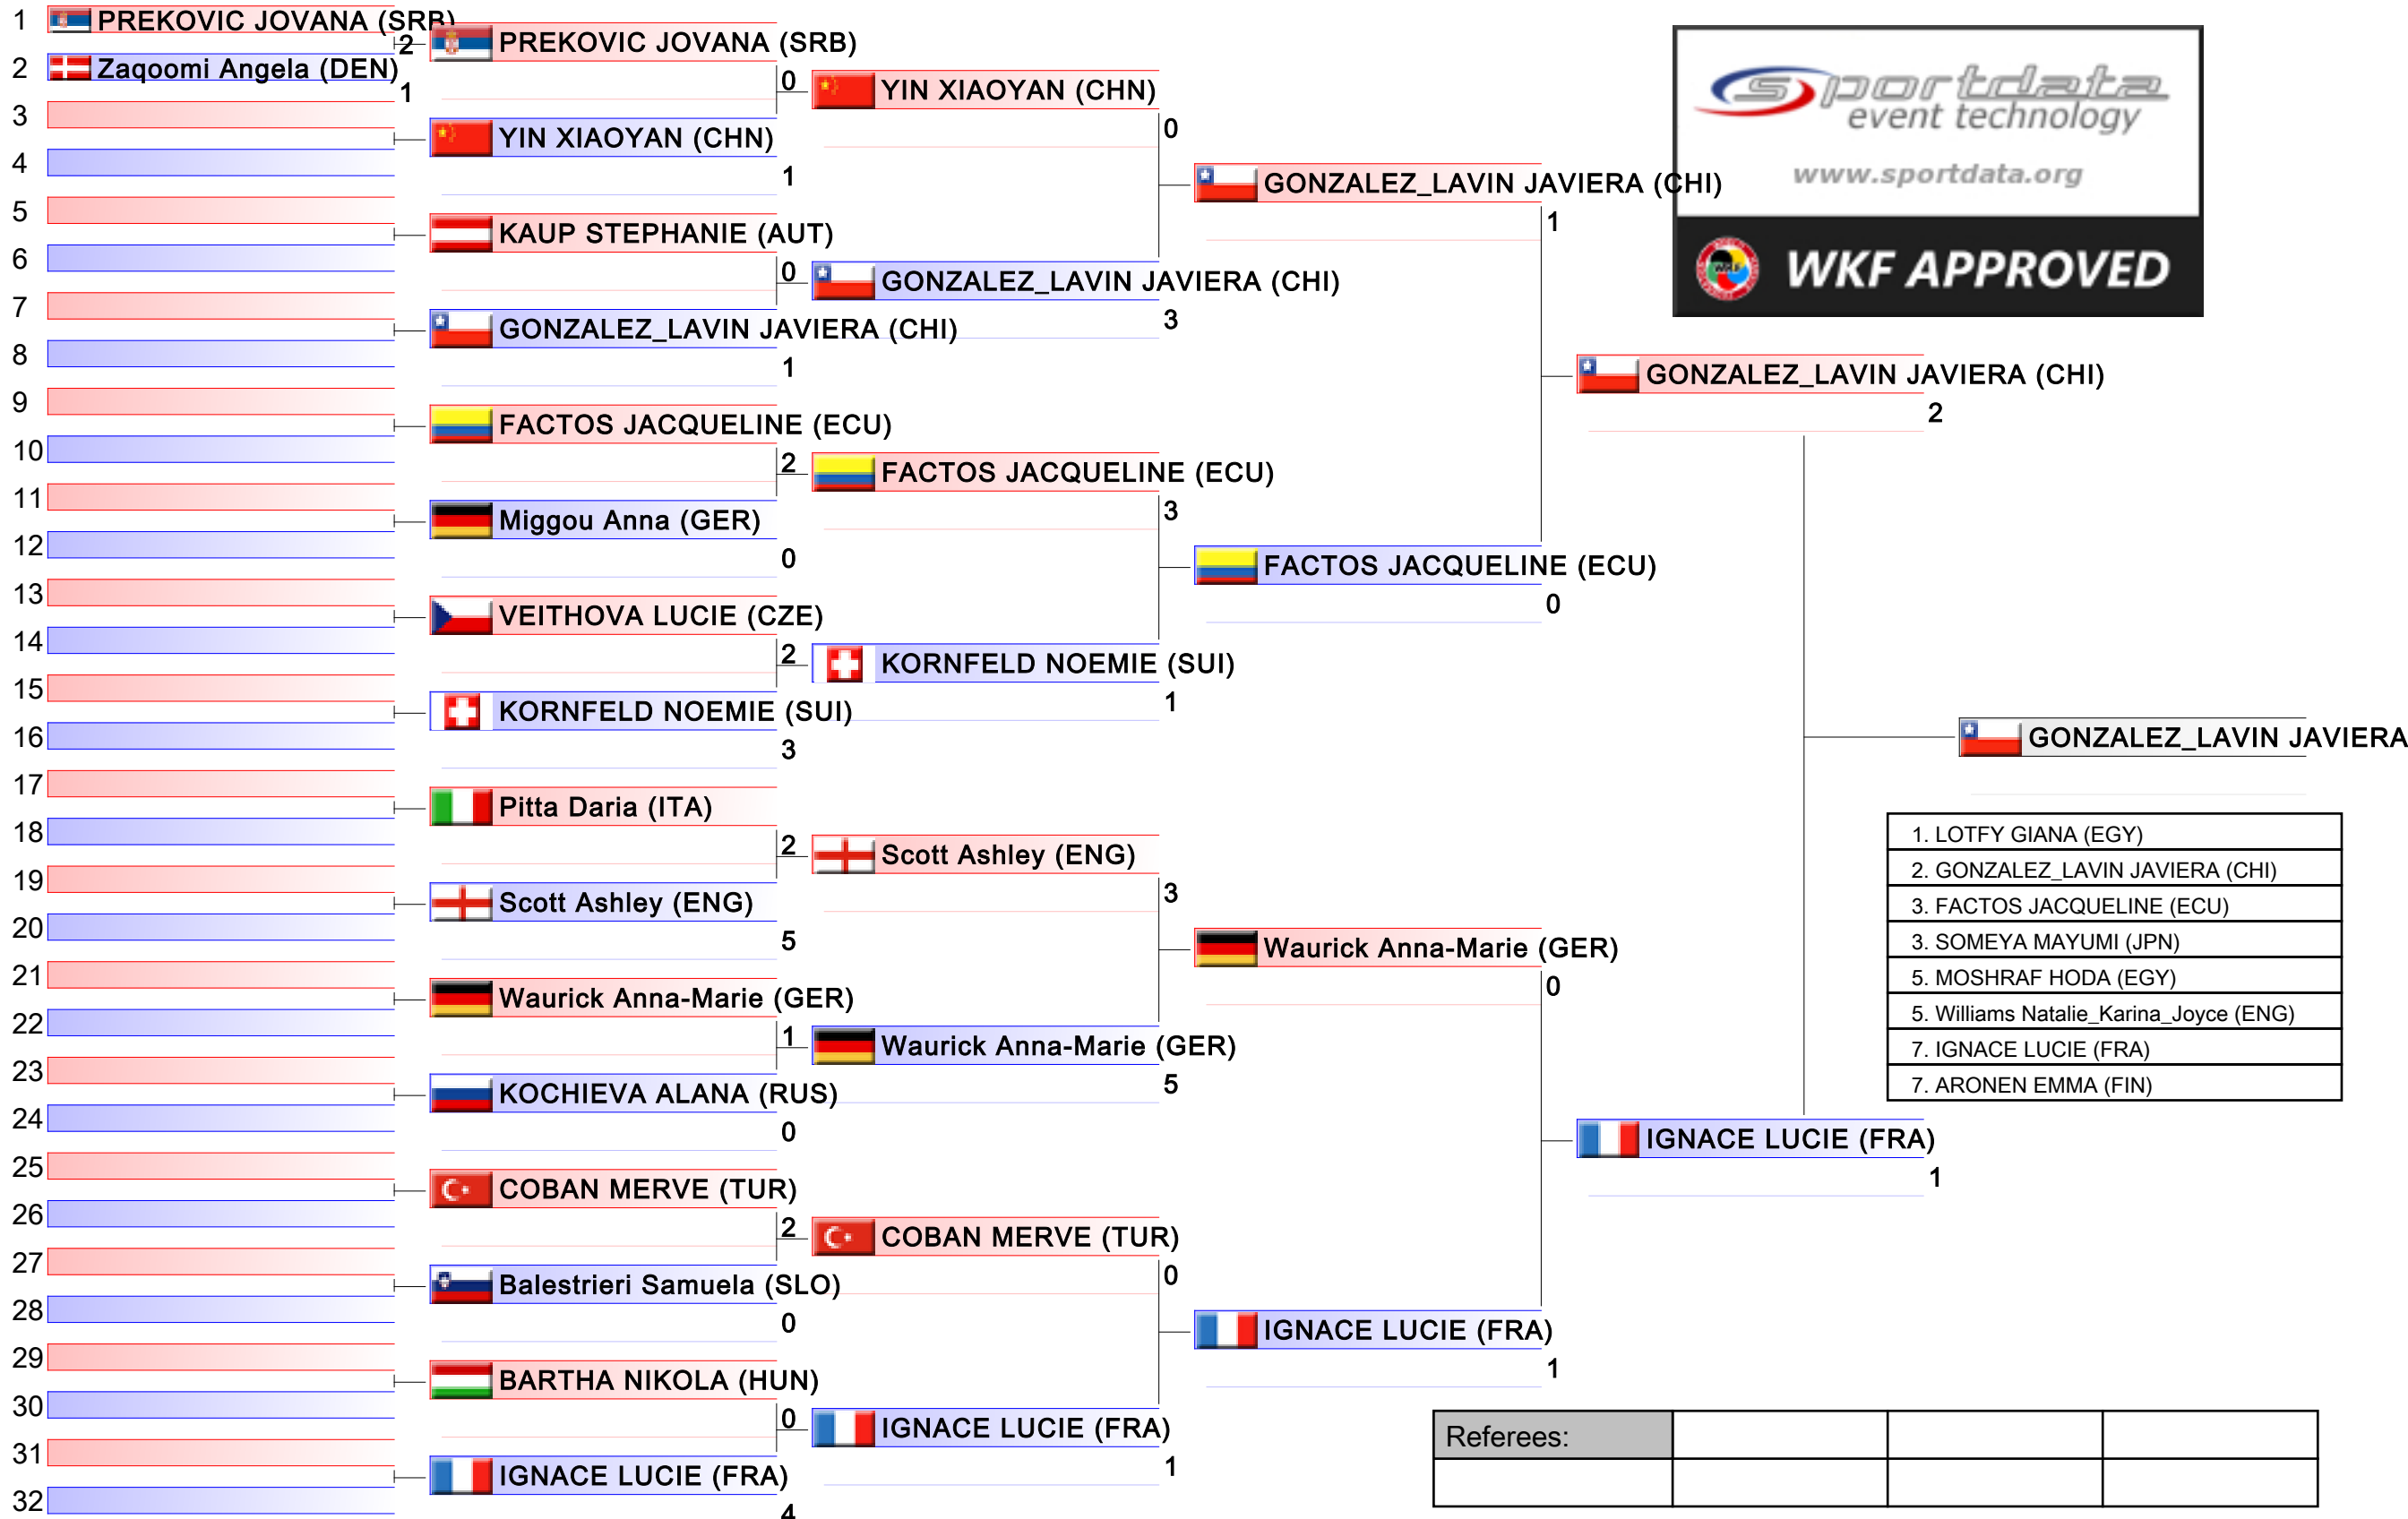 1 PREKOVIC JOVANA (SRB)
2
2 Zaqoomi Angela (DEN)
1
3
4
5
6
7
8
9
10
11
12
13
14
15
16
17
18
19
20
21
22
23
24
25
26
27
28
29
30
31
32
PREKOVIC JOVANA (SRB)
0
YIN XIAOYAN (CHN)
1
KAUP STEPHANIE (AUT)
0
GONZALEZ_LAVIN JAVIERA (CHI)
1
FACTOS JACQUELINE (ECU)
2
Miggou Anna (GER)
0
VEITHOVA LUCIE (CZE)
2
KORNFELD NOEMIE (SUI)
3
Pitta Daria (ITA)
2
Scott Ashley (ENG)
5
Waurick Anna-Marie (GER)
1
KOCHIEVA ALANA (RUS)
0
COBAN MERVE (TUR)
2
Balestrieri Samuela (SLO)
0
BARTHA NIKOLA (HUN)
0
IGNACE LUCIE (FRA)
4
YIN XIAOYAN (CHN)
0
GONZALEZ_LAVIN JAVIERA (CHI)
3
FACTOS JACQUELINE (ECU)
3
KORNFELD NOEMIE (SUI)
1
Scott Ashley (ENG)
3
Waurick Anna-Marie (GER)
5
COBAN MERVE (TUR)
0
IGNACE LUCIE (FRA)
1
GONZALEZ_LAVIN JAVIERA (CHI)
1
FACTOS JACQUELINE (ECU)
0
Waurick Anna-Marie (GER)
0
IGNACE LUCIE (FRA)
1
GONZALEZ_LAVIN JAVIERA (CHI)
2
IGNACE LUCIE (FRA)
1
GONZALEZ_LAVIN JAVIERA
sportdata
event technology
www.sportdata.org
WKF APPROVED
1. LOTFY GIANA (EGY)
2. GONZALEZ_LAVIN JAVIERA (CHI)
3. FACTOS JACQUELINE (ECU)
3. SOMEYA MAYUMI (JPN)
5. MOSHRAF HODA (EGY)
5. Williams Natalie_Karina_Joyce (ENG)
7. IGNACE LUCIE (FRA)
7. ARONEN EMMA (FIN)
Referees: